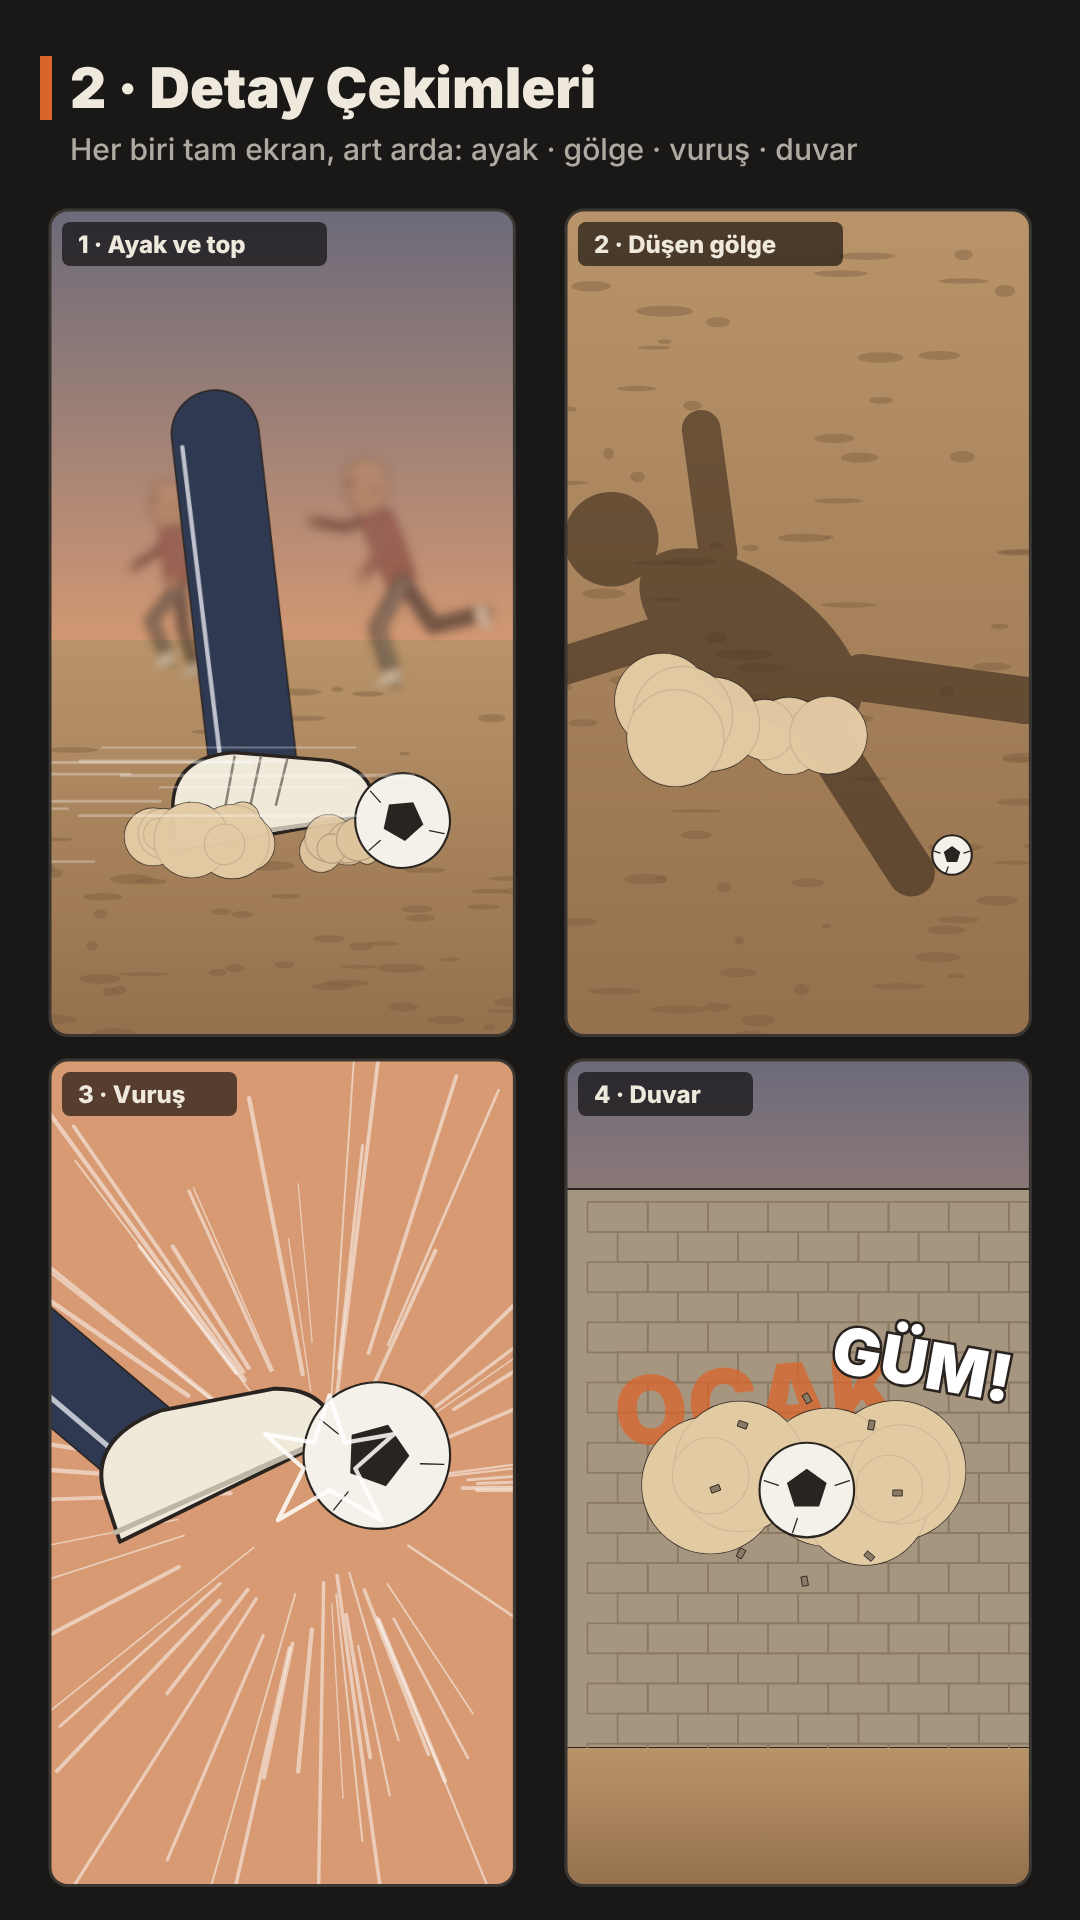 2 · Detay Çekimleri
Her biri tam ekran, art arda: ayak · gölge · vuruş · duvar
1 · Ayak ve top
2 · Düşen gölge
3 · Vuruş
4 · Duvar
GÜM!
OCAK